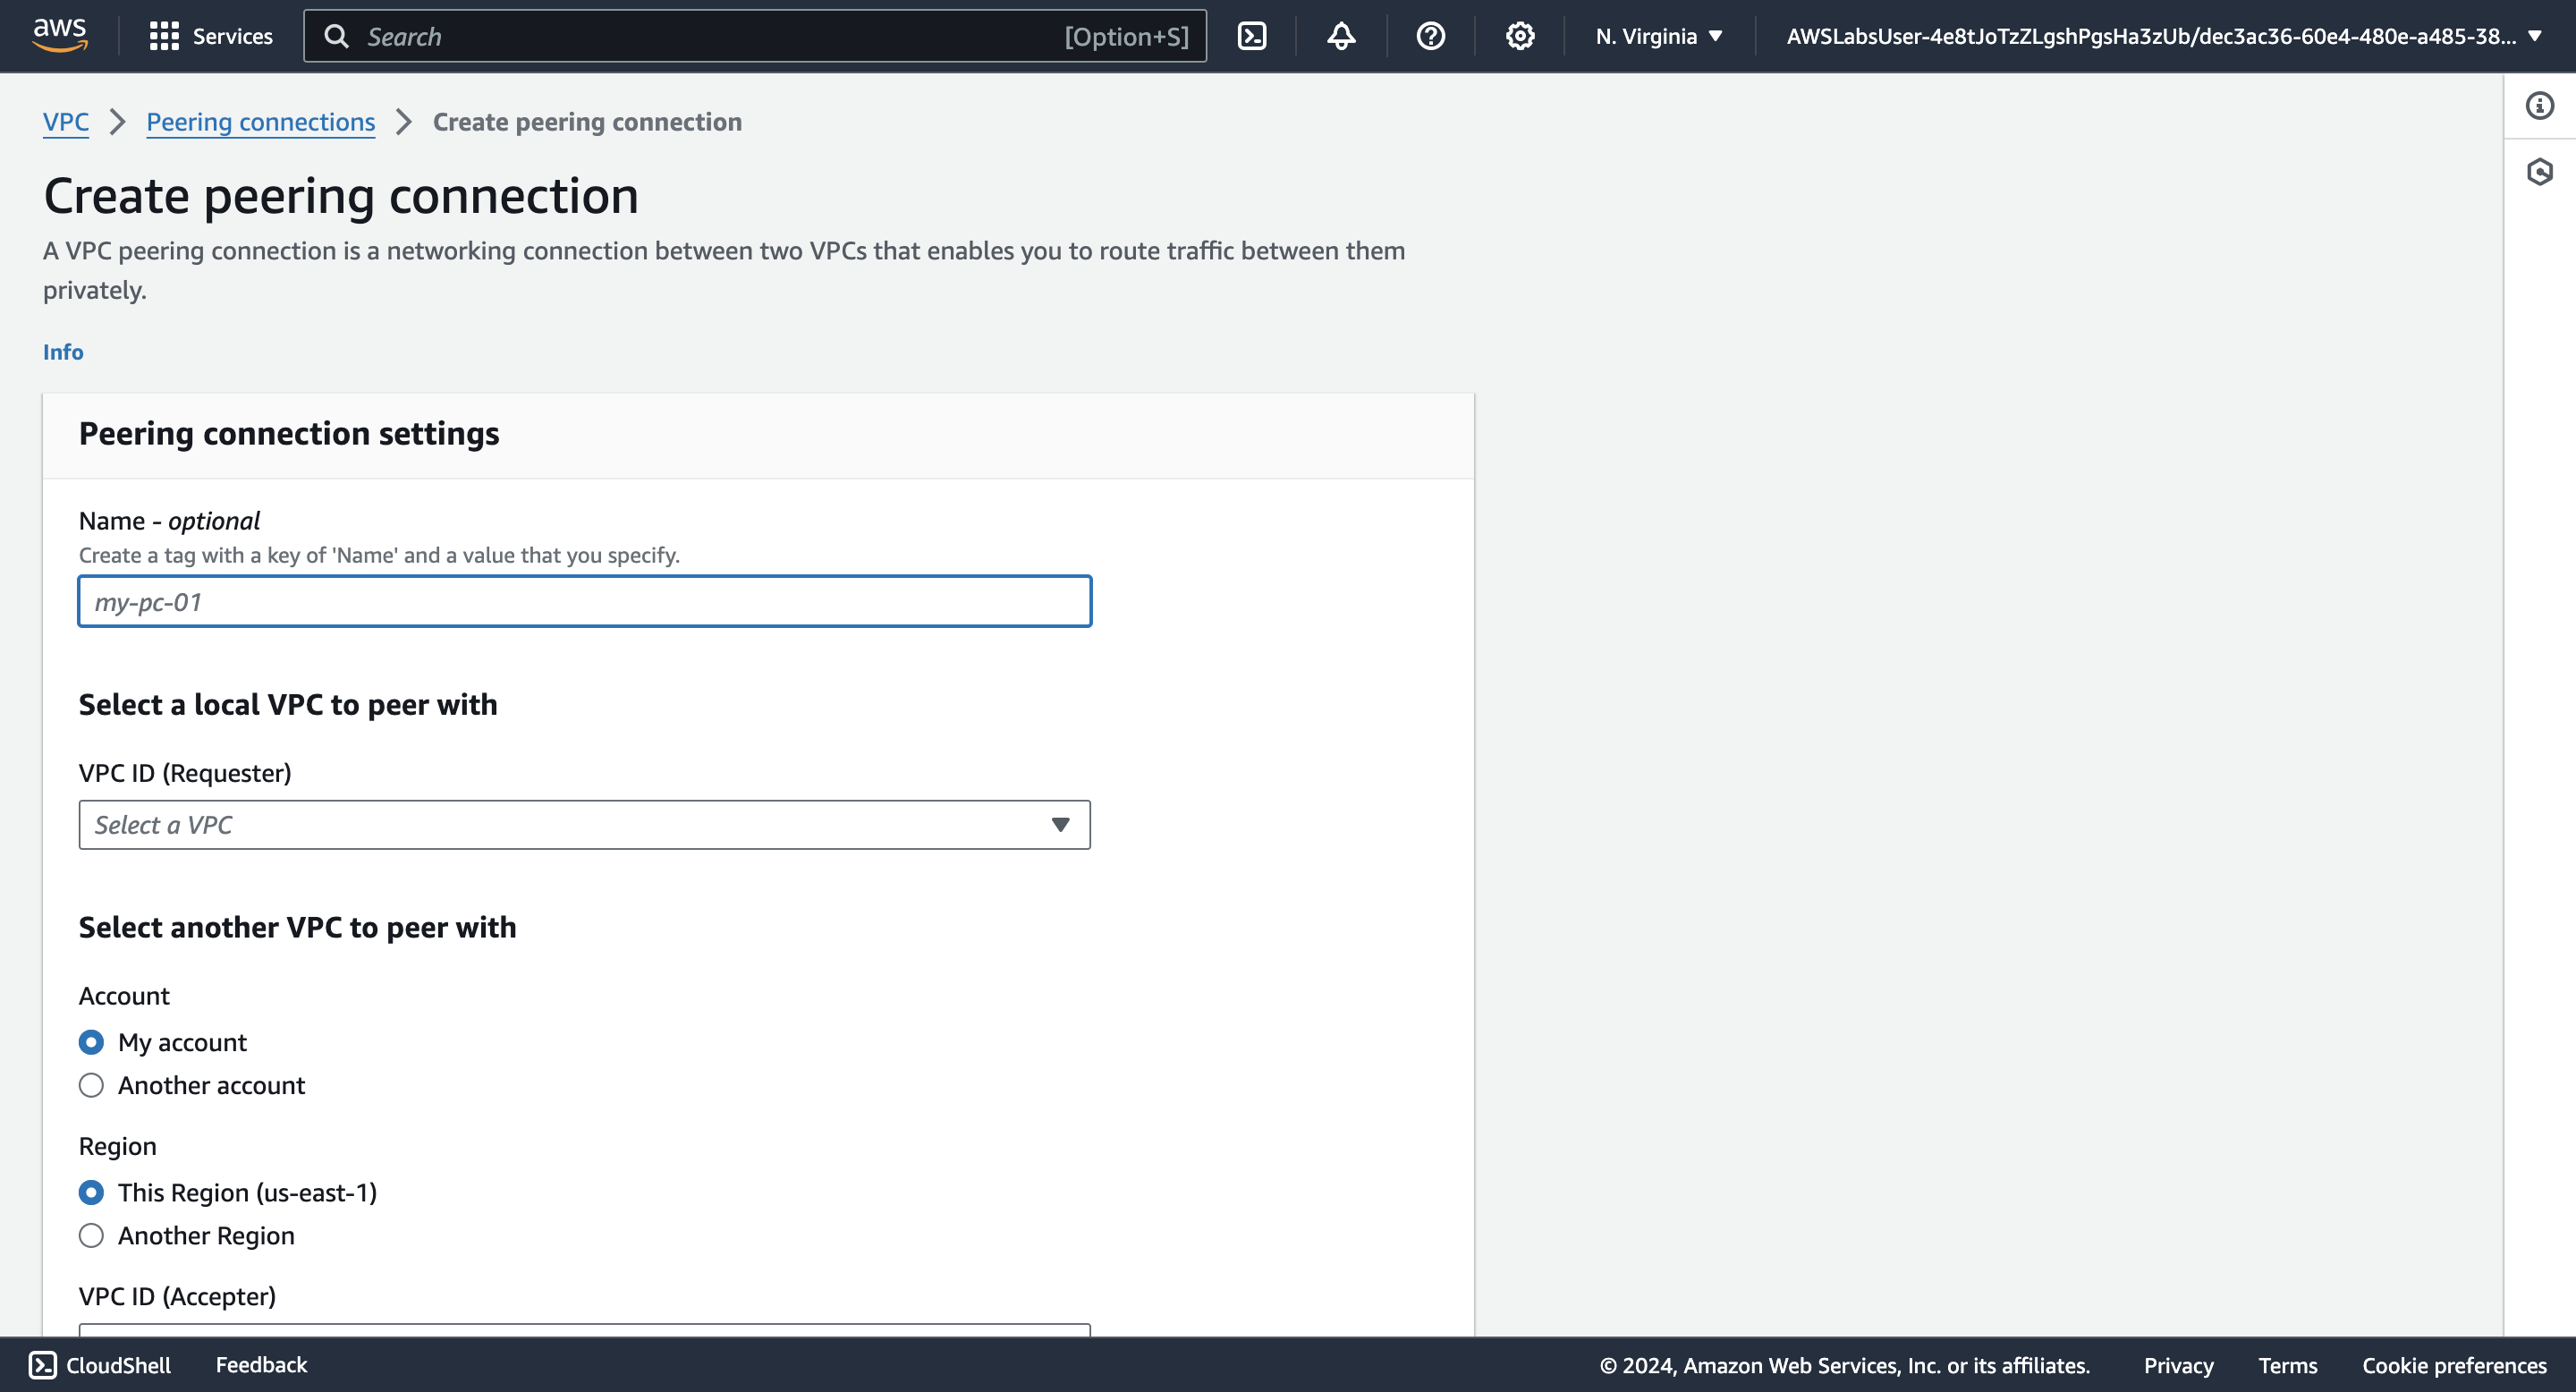 aws
Services
Search
[Option+S]
N. Virginia
AWSLabsUser-4e8tJoTzZLgshPgsHa3zUb/dec3ac36-60e4-480e-a485-38...
VPC
Peering connections
Create peering connection
Create peering connection
A VPC peering connection is a networking connection between two VPCs that enables you to route traffic between them
privately.
Info
Peering connection settings
Name - optional
Create a tag with a key of 'Name' and a value that you specify.
my-pc-01
Select a local VPC to peer with
VPC ID (Requester)
Select a VPC
Select another VPC to peer with
Account
My account
Another account
Region
This Region (us-east-1)
Another Region
VPC ID (Accepter)
CloudShell
Feedback
© 2024, Amazon Web Services, Inc. or its affiliates.
Privacy
Terms
Cookie preferences